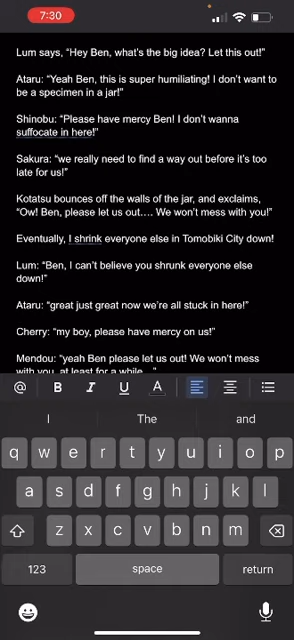 7:30
Lum says, “Hey Ben, what’s the big idea? Let this out!”
Ataru: “Yeah Ben, this is super humiliating! I don’t want to
be a specimen in a jar!”
Shinobu: “Please have mercy Ben! I don’t wanna
suffocate in here!”
Sakura: “we really need to find a way out before it’s too
late for us!”
Kotatsu bounces off the walls of the jar, and exclaims,
“Ow! Ben, please let us out…. We won’t mess with you!”
Eventually, I shrink everyone else in Tomobiki City down!
Lum: “Ben, I can’t believe you shrunk everyone else
down!”
Ataru: “great just great now we’re all stuck in here!”
Cherry: “my boy, please have mercy on us!”
Mendou: “yeah Ben please let us out! We won’t mess
with you, at least for a while…”
@ B I U A
I The and
q w e r t y u i o p
a s d f g h j k l
z x c v b n m
123 space return